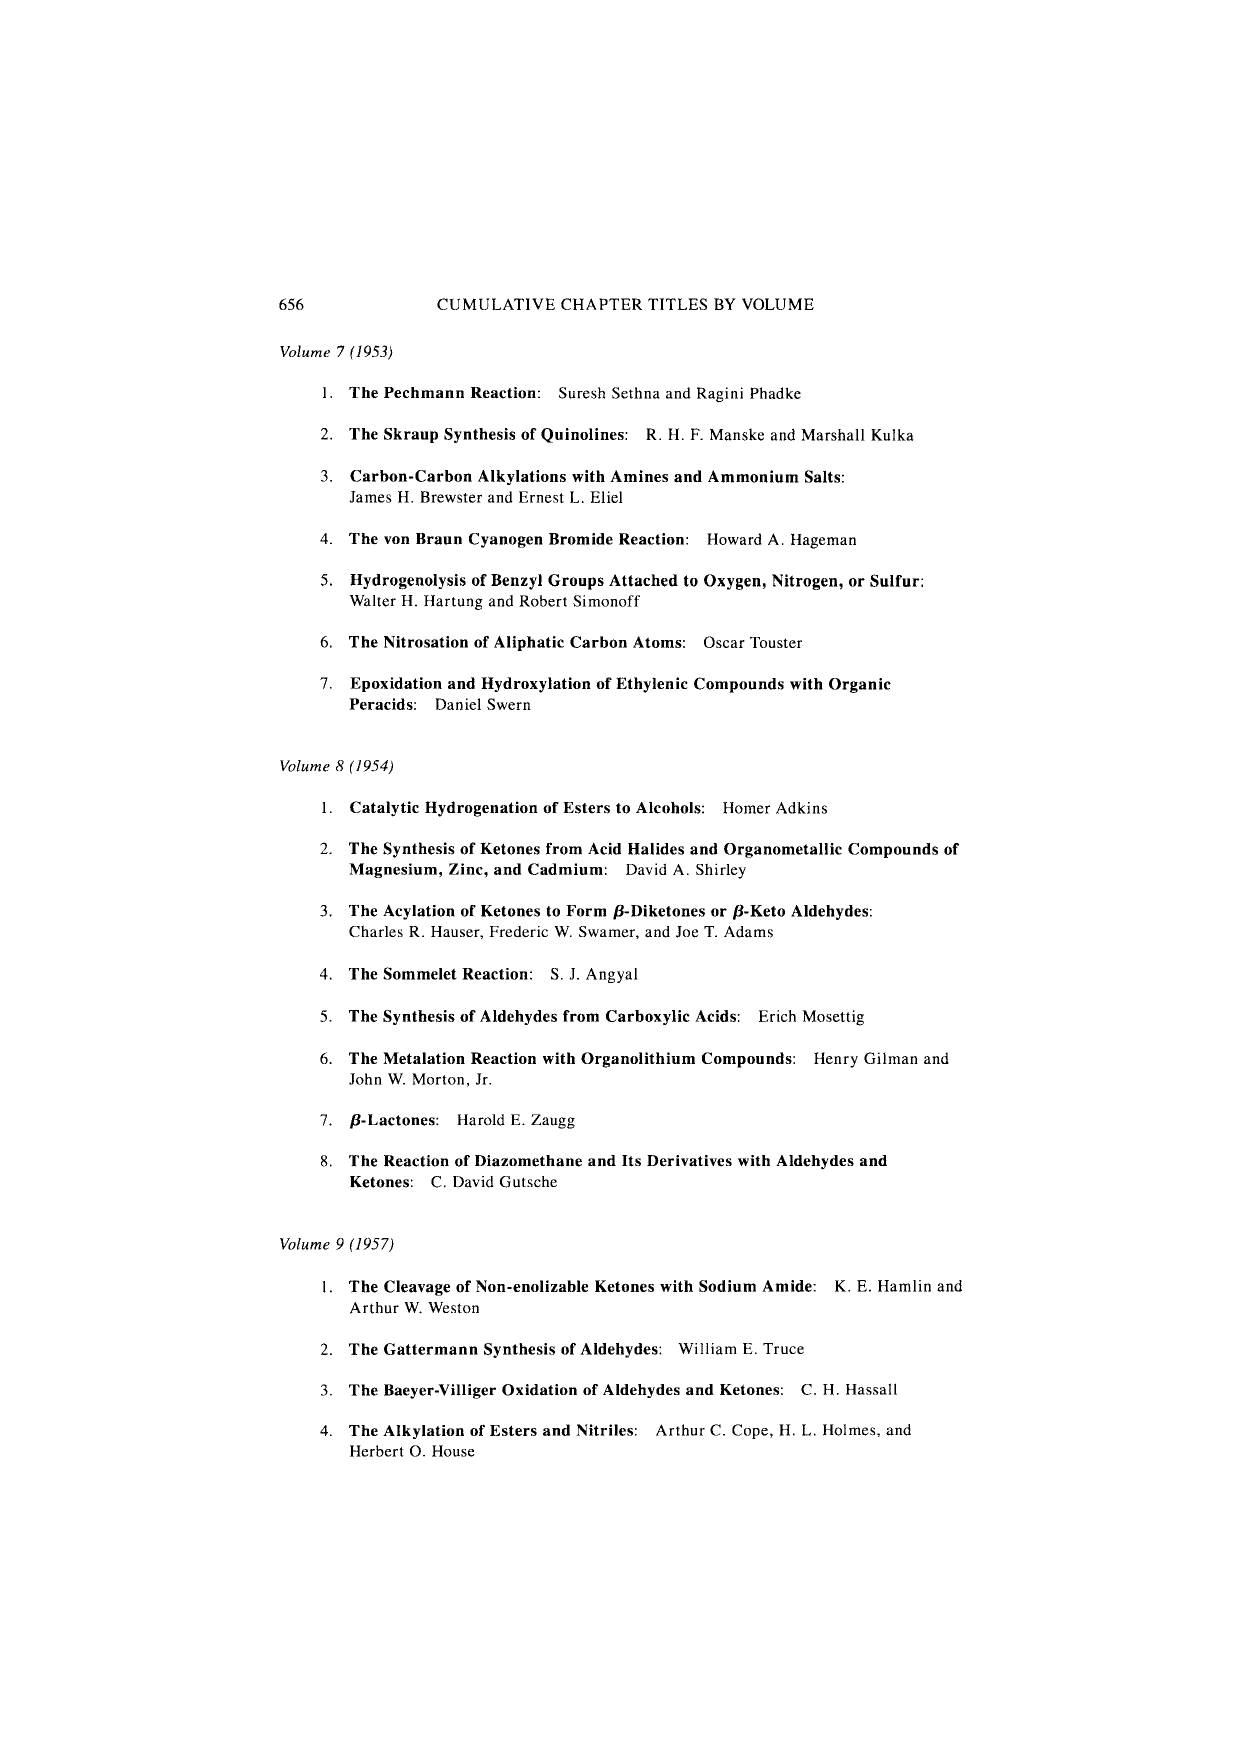 656 CUMULATIVE CHAPTER TITLES BY VOLUME
Volume 7 (1953)
1. The Pechmann Reaction: Suresh Sethna and Ragini Phadke
2. The Skraup Synthesis of Quinolines: R. H. F. Manske and Marshall Kulka
3. Carbon-Carbon Alkylations with Amines and Ammonium Salts:
James H. Brewster and Ernest L. Eliel
4. The von Braun Cyanogen Bromide Reaction: Howard A. Hageman
5. Hydrogenolysis of Benzyl Groups Attached to Oxygen, Nitrogen, or Sulfur:
Walter H. Hartung and Robert Simonoff
6. The Nitrosation of Aliphatic Carbon Atoms: Oscar Touster
7. Epoxidation and Hydroxylation of Ethylenic Compounds with Organic
Peracids: Daniel Swern
Volume 8 (1954)
1. Catalytic Hydrogenation of Esters to Alcohols: Homer Adkins
2. The Synthesis of Ketones from Acid Halides and Organometallic Compounds of
Magnesium, Zinc, and Cadmium: David A. Shirley
3. The Acylation of Ketones to Form β-Diketones or β-Keto Aldehydes:
Charles R. Hauser, Frederic W. Swamer, and Joe T. Adams
4. The Sommelet Reaction: S. J. Angyal
5. The Synthesis of Aldehydes from Carboxylic Acids: Erich Mosettig
6. The Metalation Reaction with Organolithium Compounds: Henry Gilman and
John W. Morton, Jr.
7. β-Lactones: Harold E. Zaugg
8. The Reaction of Diazomethane and Its Derivatives with Aldehydes and
Ketones: C. David Gutsche
Volume 9 (1957)
1. The Cleavage of Non-enolizable Ketones with Sodium Amide: K. E. Hamlin and
Arthur W. Weston
2. The Gattermann Synthesis of Aldehydes: William E. Truce
3. The Baeyer-Villiger Oxidation of Aldehydes and Ketones: C. H. Hassall
4. The Alkylation of Esters and Nitriles: Arthur C. Cope, H. L. Holmes, and
Herbert O. House